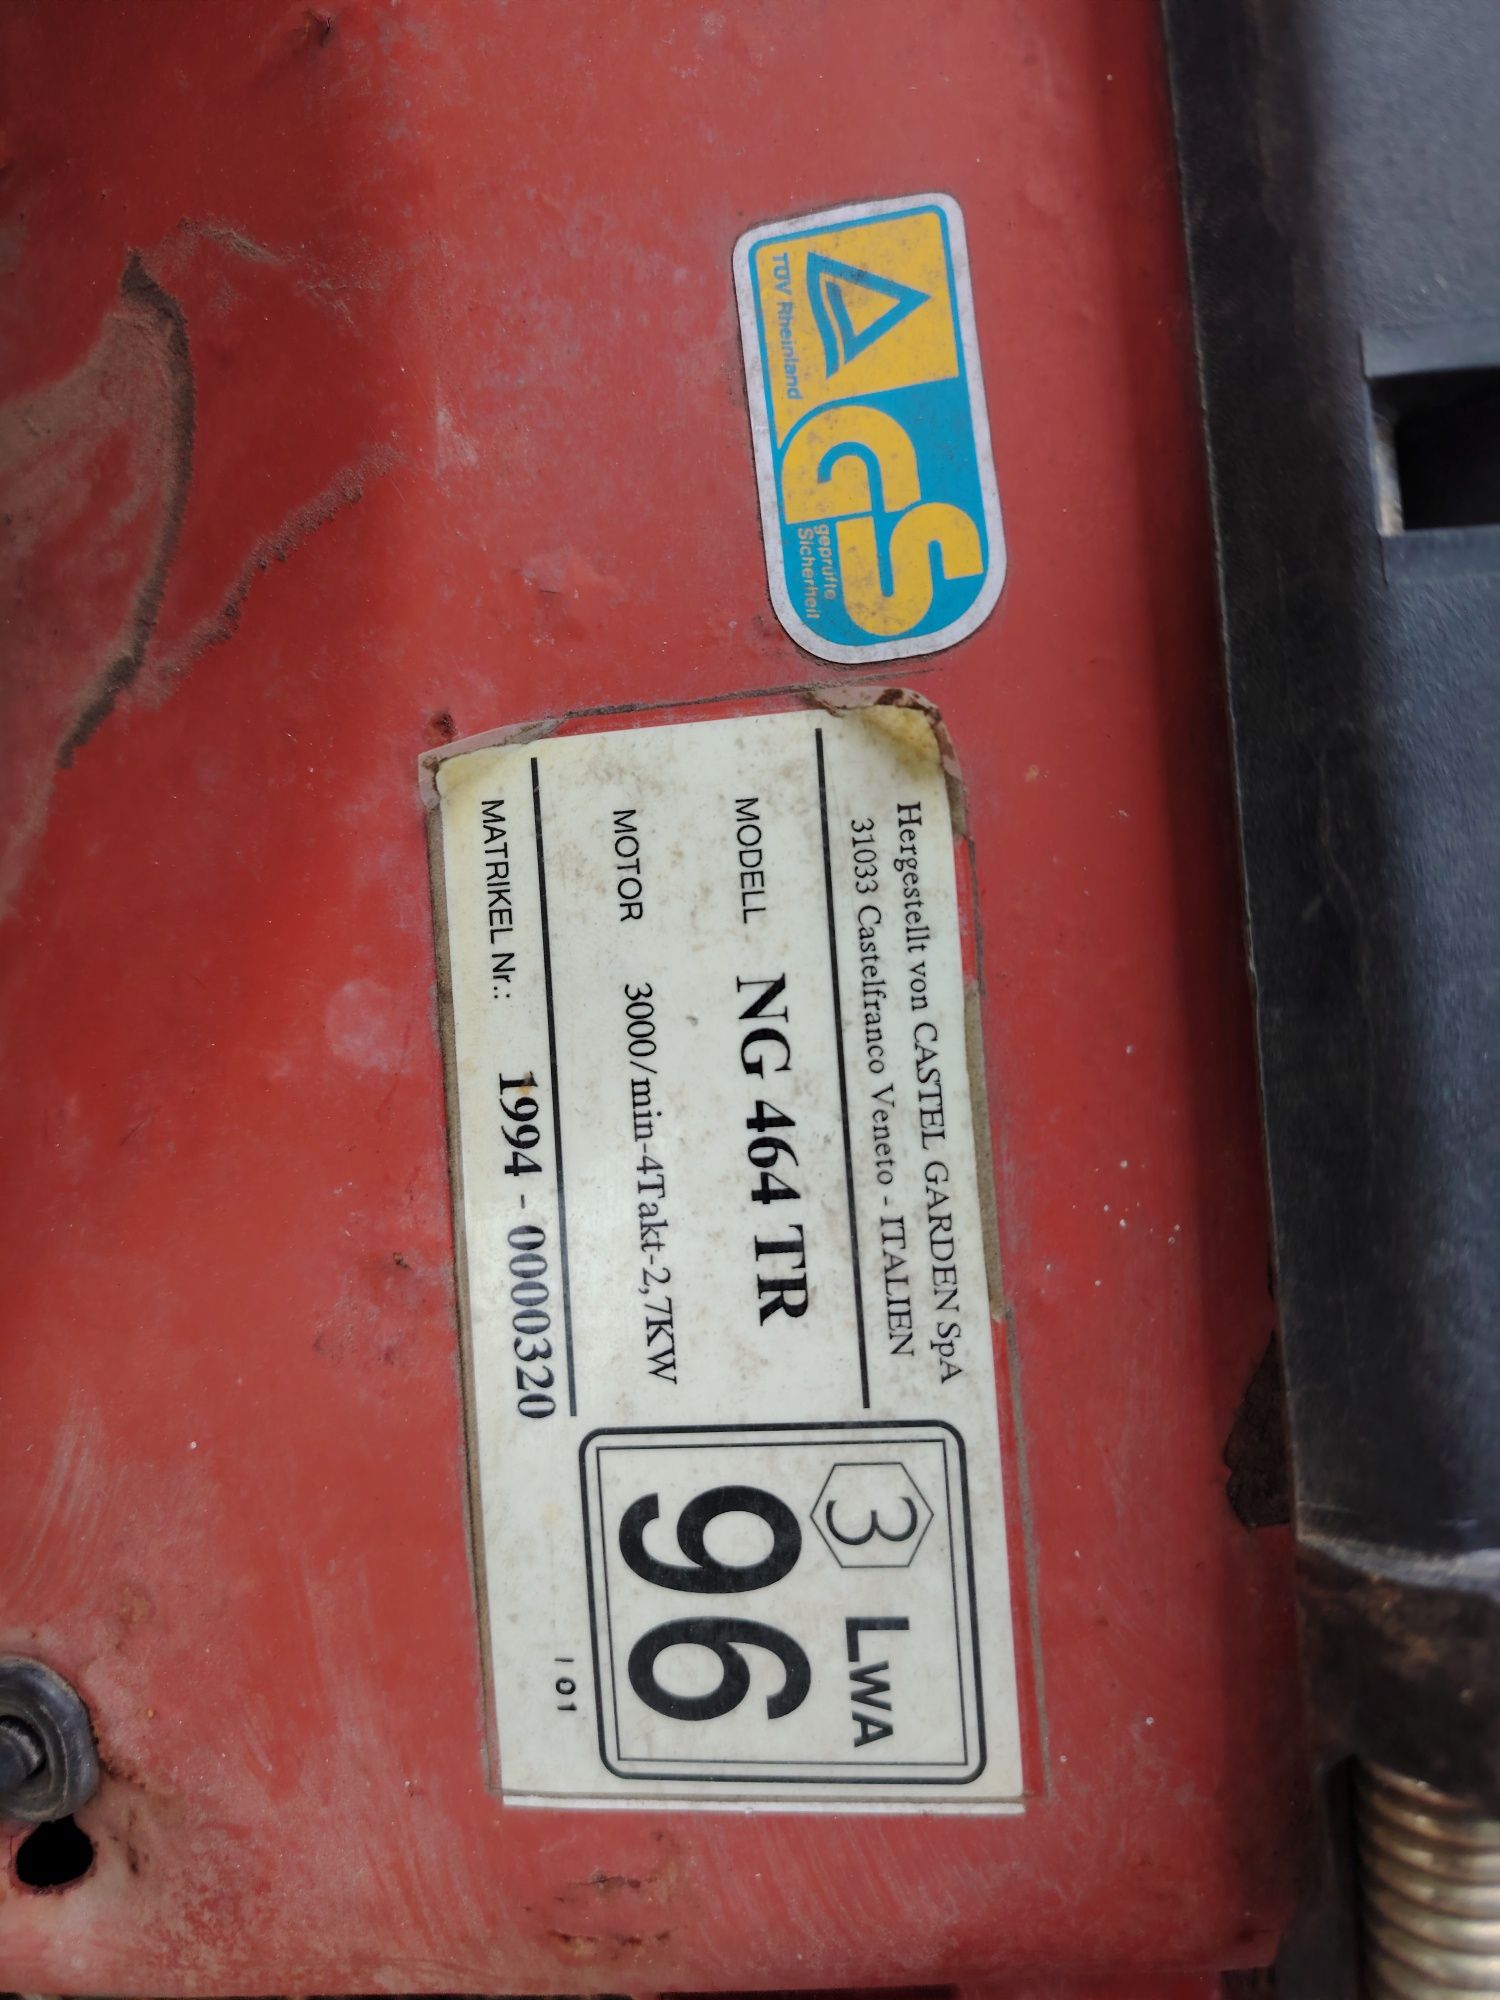 TÜV Rheinland
GS
geprüfte
Sicherheit
Hergestellt von CASTEL GARDEN SpA
31033 Castelfranco Veneto - ITALIEN
MODELL NG 464 TR
MOTOR 3000/min-4Takt-2,7KW
MATRIKEL Nr.: 1994 - 0000320
3 LWA
96
I 01